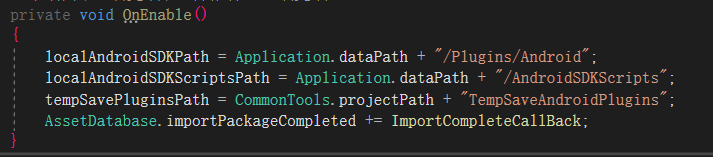 private void OnEnable()
{
localAndroidSDKPath = Application.dataPath + "/Plugins/Android";
localAndroidSDKScriptsPath = Application.dataPath + "/AndroidSDKScripts";
tempSavePluginsPath = CommonTools.projectPath + "TempSaveAndroidPlugins";
AssetDatabase.importPackageCompleted += ImportCompleteCallBack;
}